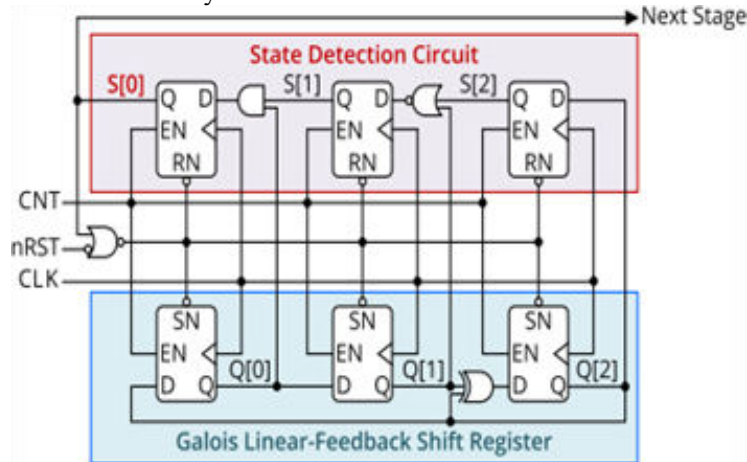 Next Stage
State Detection Circuit
S[0] Q D S[1] Q D S[2] Q D
EN EN EN
RN RN RN
CNT
nRST
CLK
SN SN SN
EN EN EN
D Q Q[0] D Q Q[1] D Q Q[2]
Galois Linear-Feedback Shift Register